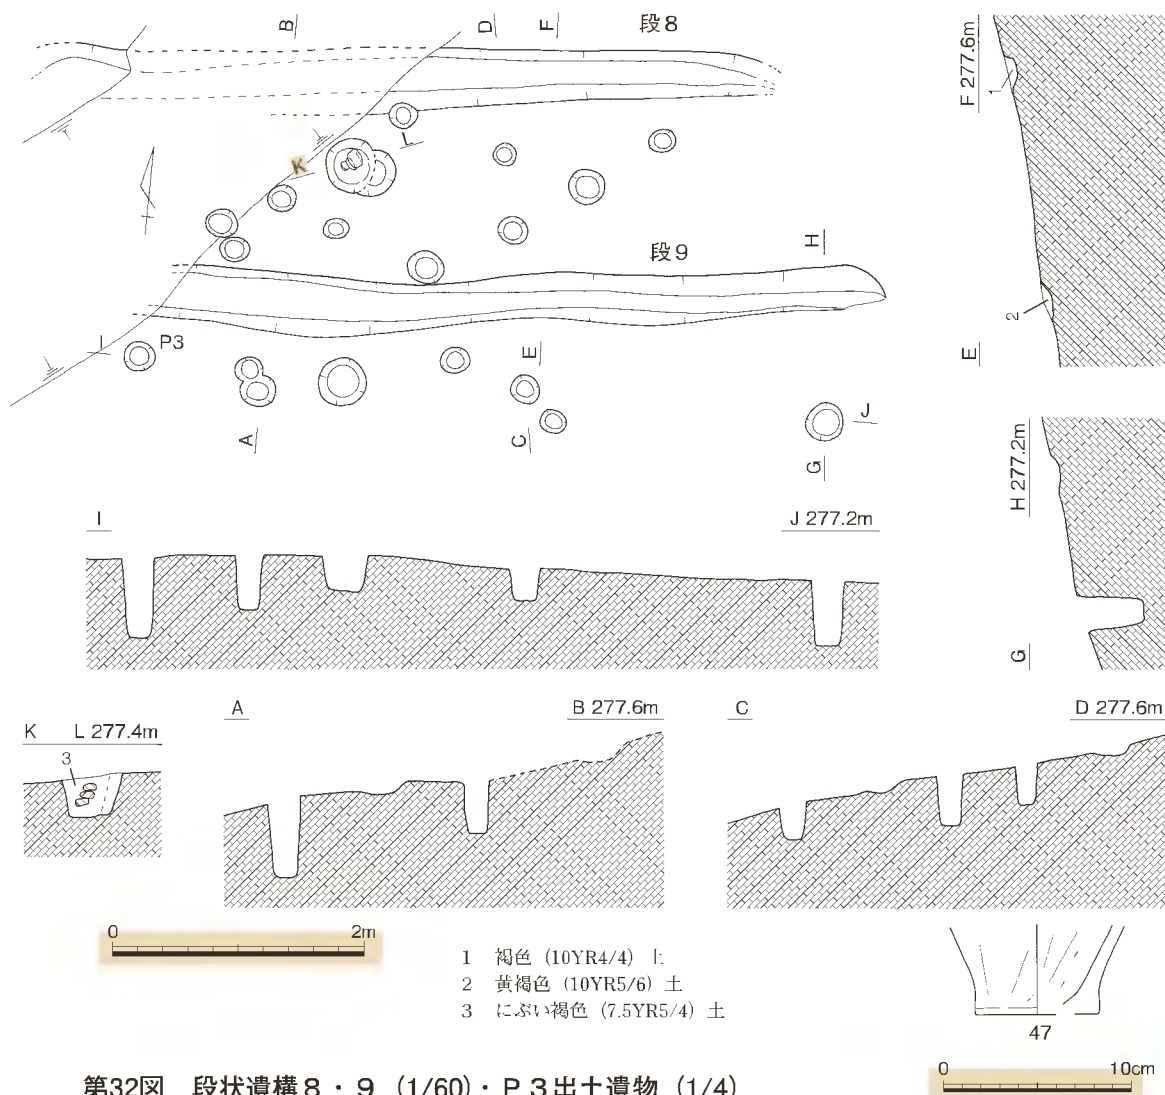 B
D
F
段8
F 277.6m
1
L
K
H
段9
2
E
I
P3
E
A
C
J
G
H 277.2m
I
J 277.2m
G
K
L 277.4m
3
A
B 277.6m
C
D 277.6m
0
2m
1 褐色 (10YR4/4) 土
2 黄褐色 (10YR5/6) 土
3 にぶい褐色 (7.5YR5/4) 土
47
0
10cm
第32図 段状遺構8・9 (1/60)・P3出土遺物 (1/4)